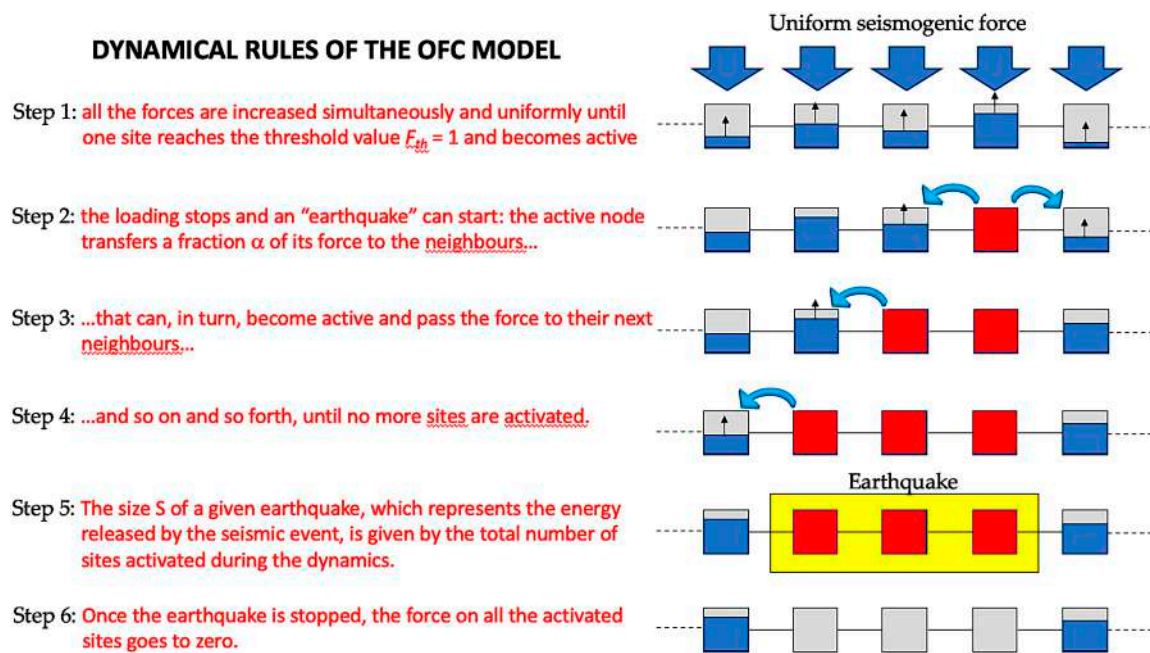 Uniform seismogenic force
DYNAMICAL RULES OF THE OFC MODEL
Step 1: all the forces are increased simultaneously and uniformly until
one site reaches the threshold value F_th = 1 and becomes active
Step 2: the loading stops and an “earthquake” can start: the active node
transfers a fraction α of its force to the neighbours...
Step 3: ...that can, in turn, become active and pass the force to their next
neighbours...
Step 4: ...and so on and so forth, until no more sites are activated.
Earthquake
Step 5: The size S of a given earthquake, which represents the energy
released by the seismic event, is given by the total number of
sites activated during the dynamics.
Step 6: Once the earthquake is stopped, the force on all the activated
sites goes to zero.